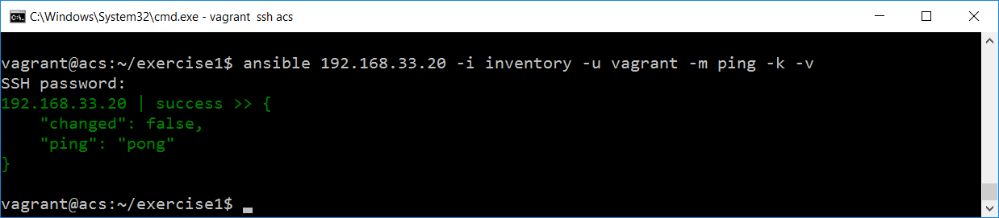 C:\Windows\System32\cmd.exe - vagrant  ssh acs
vagrant@acs:~/exercise1$ ansible 192.168.33.20 -i inventory -u vagrant -m ping -k -v
SSH password:
192.168.33.20 | success >> {
    "changed": false,
    "ping": "pong"
}
vagrant@acs:~/exercise1$